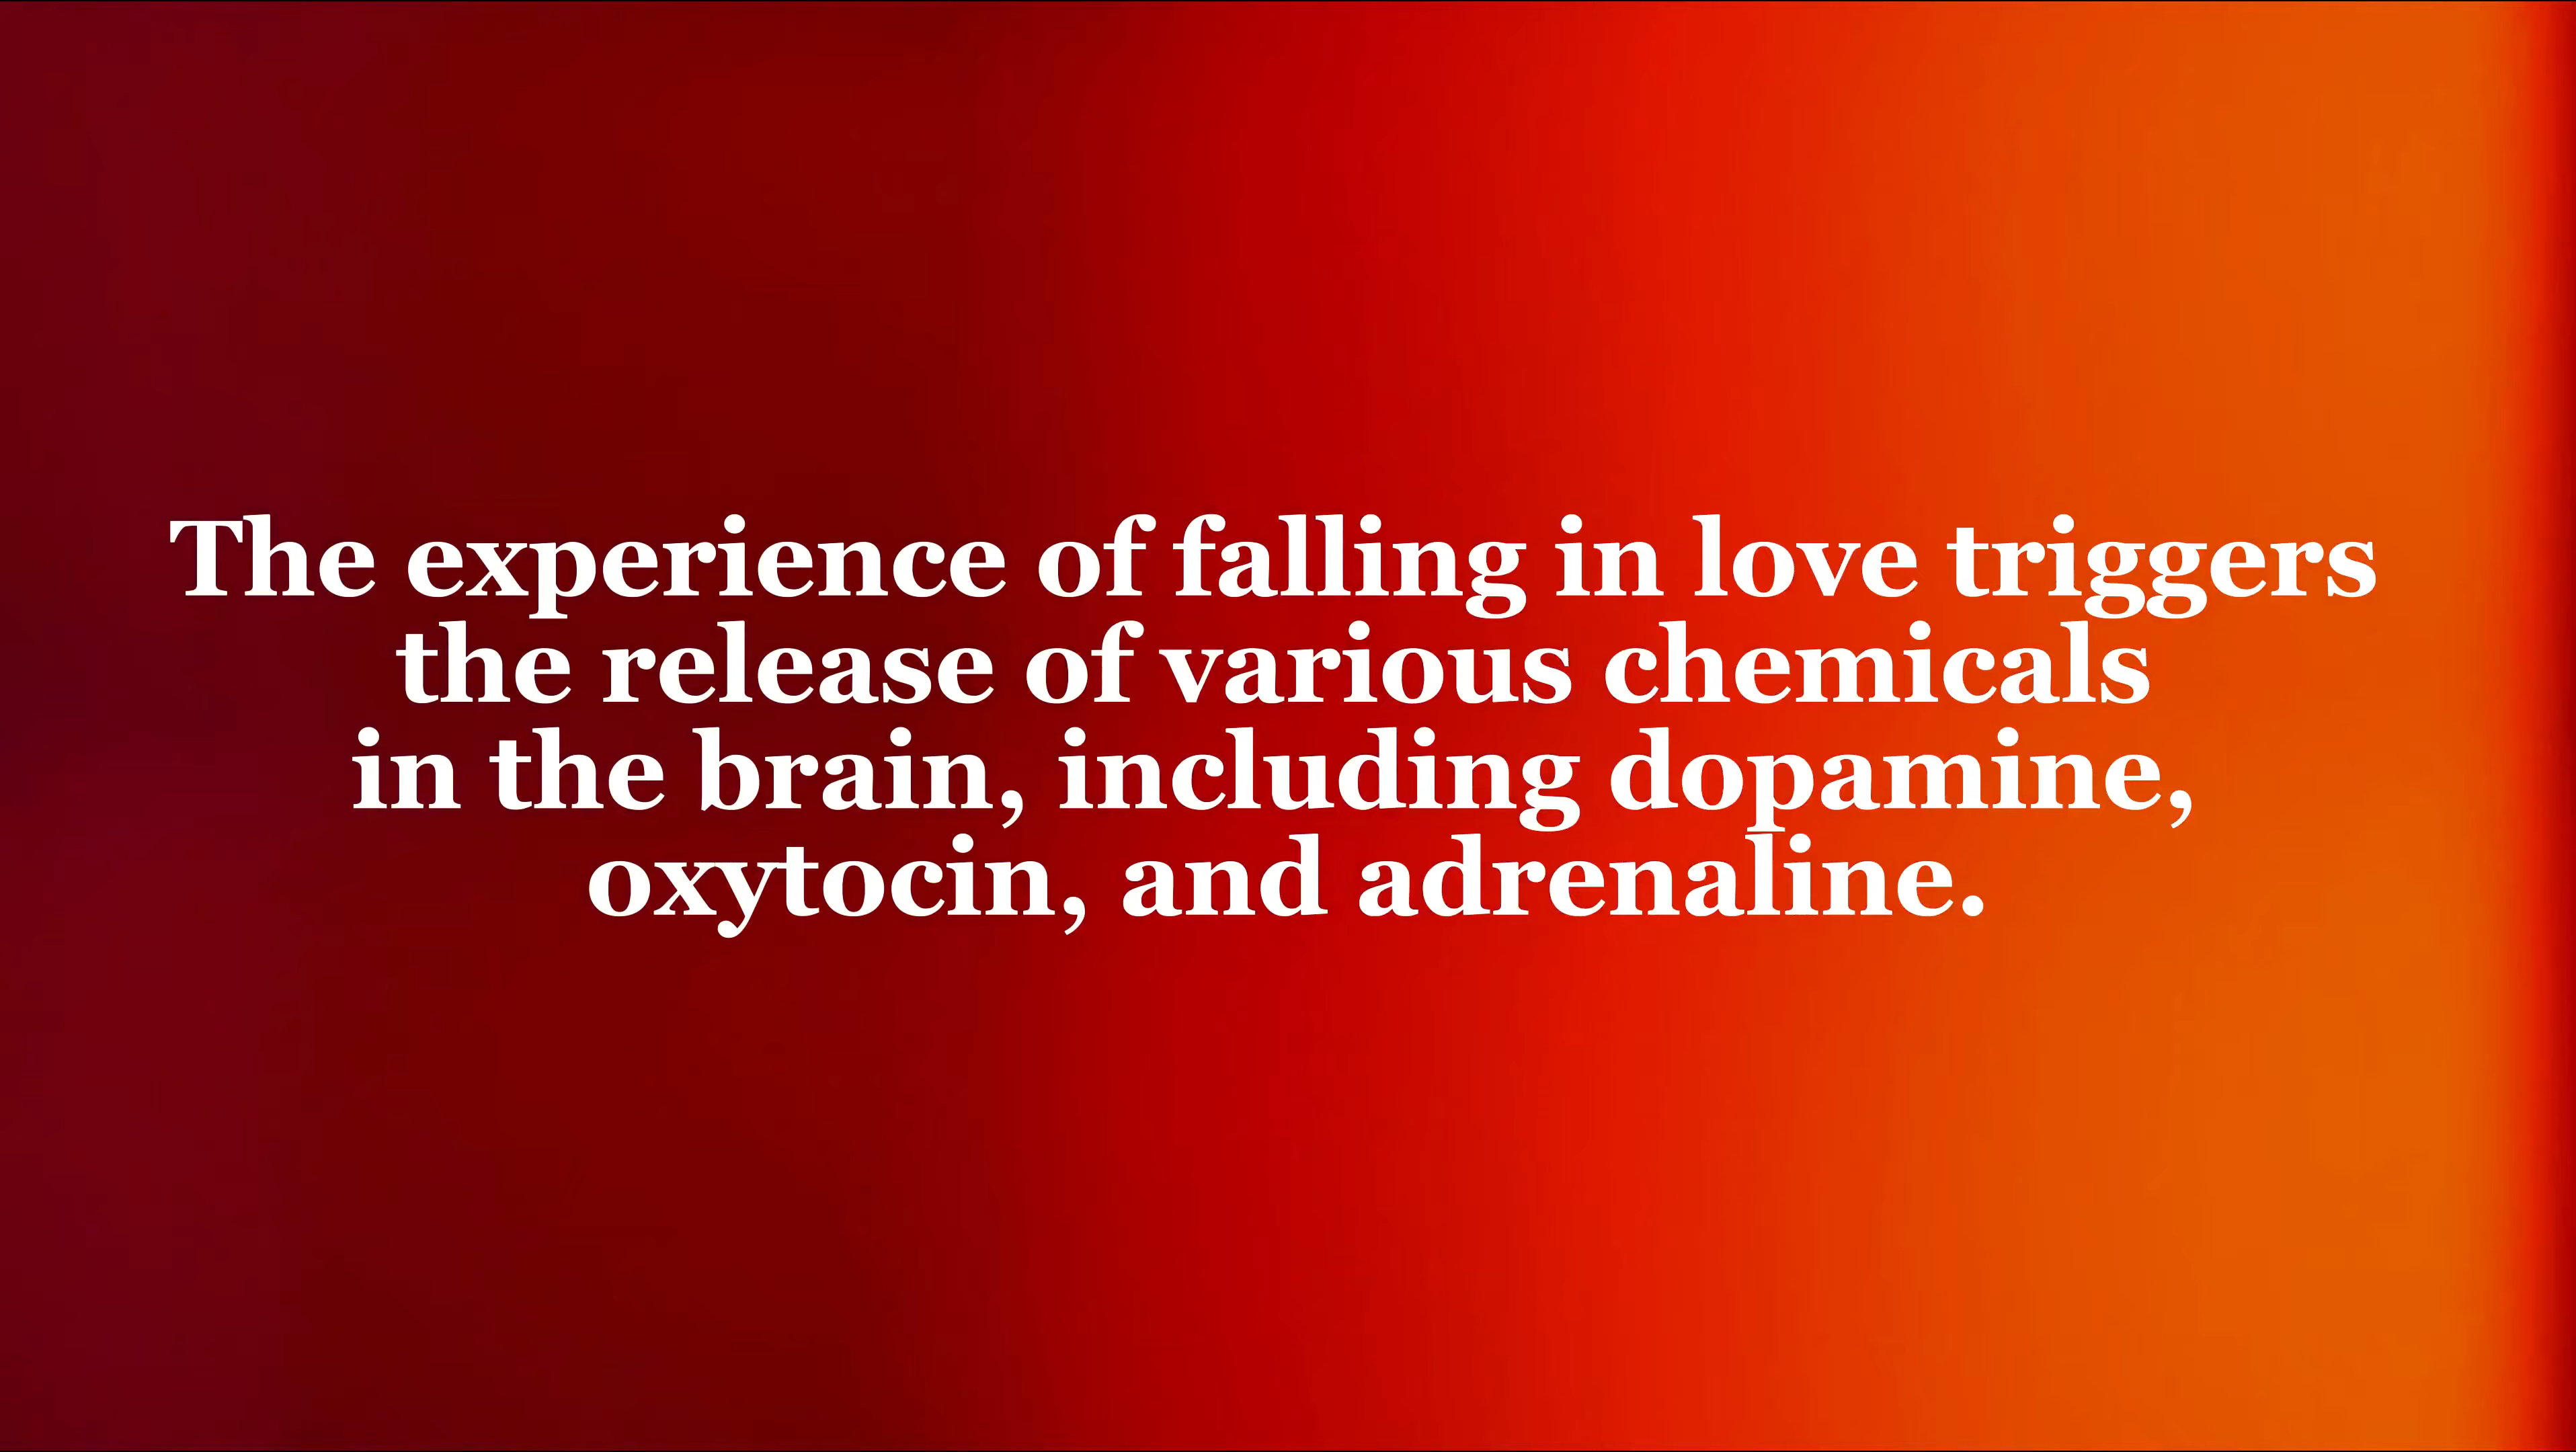 The experience of falling in love triggers
the release of various chemicals
in the brain, including dopamine,
oxytocin, and adrenaline.